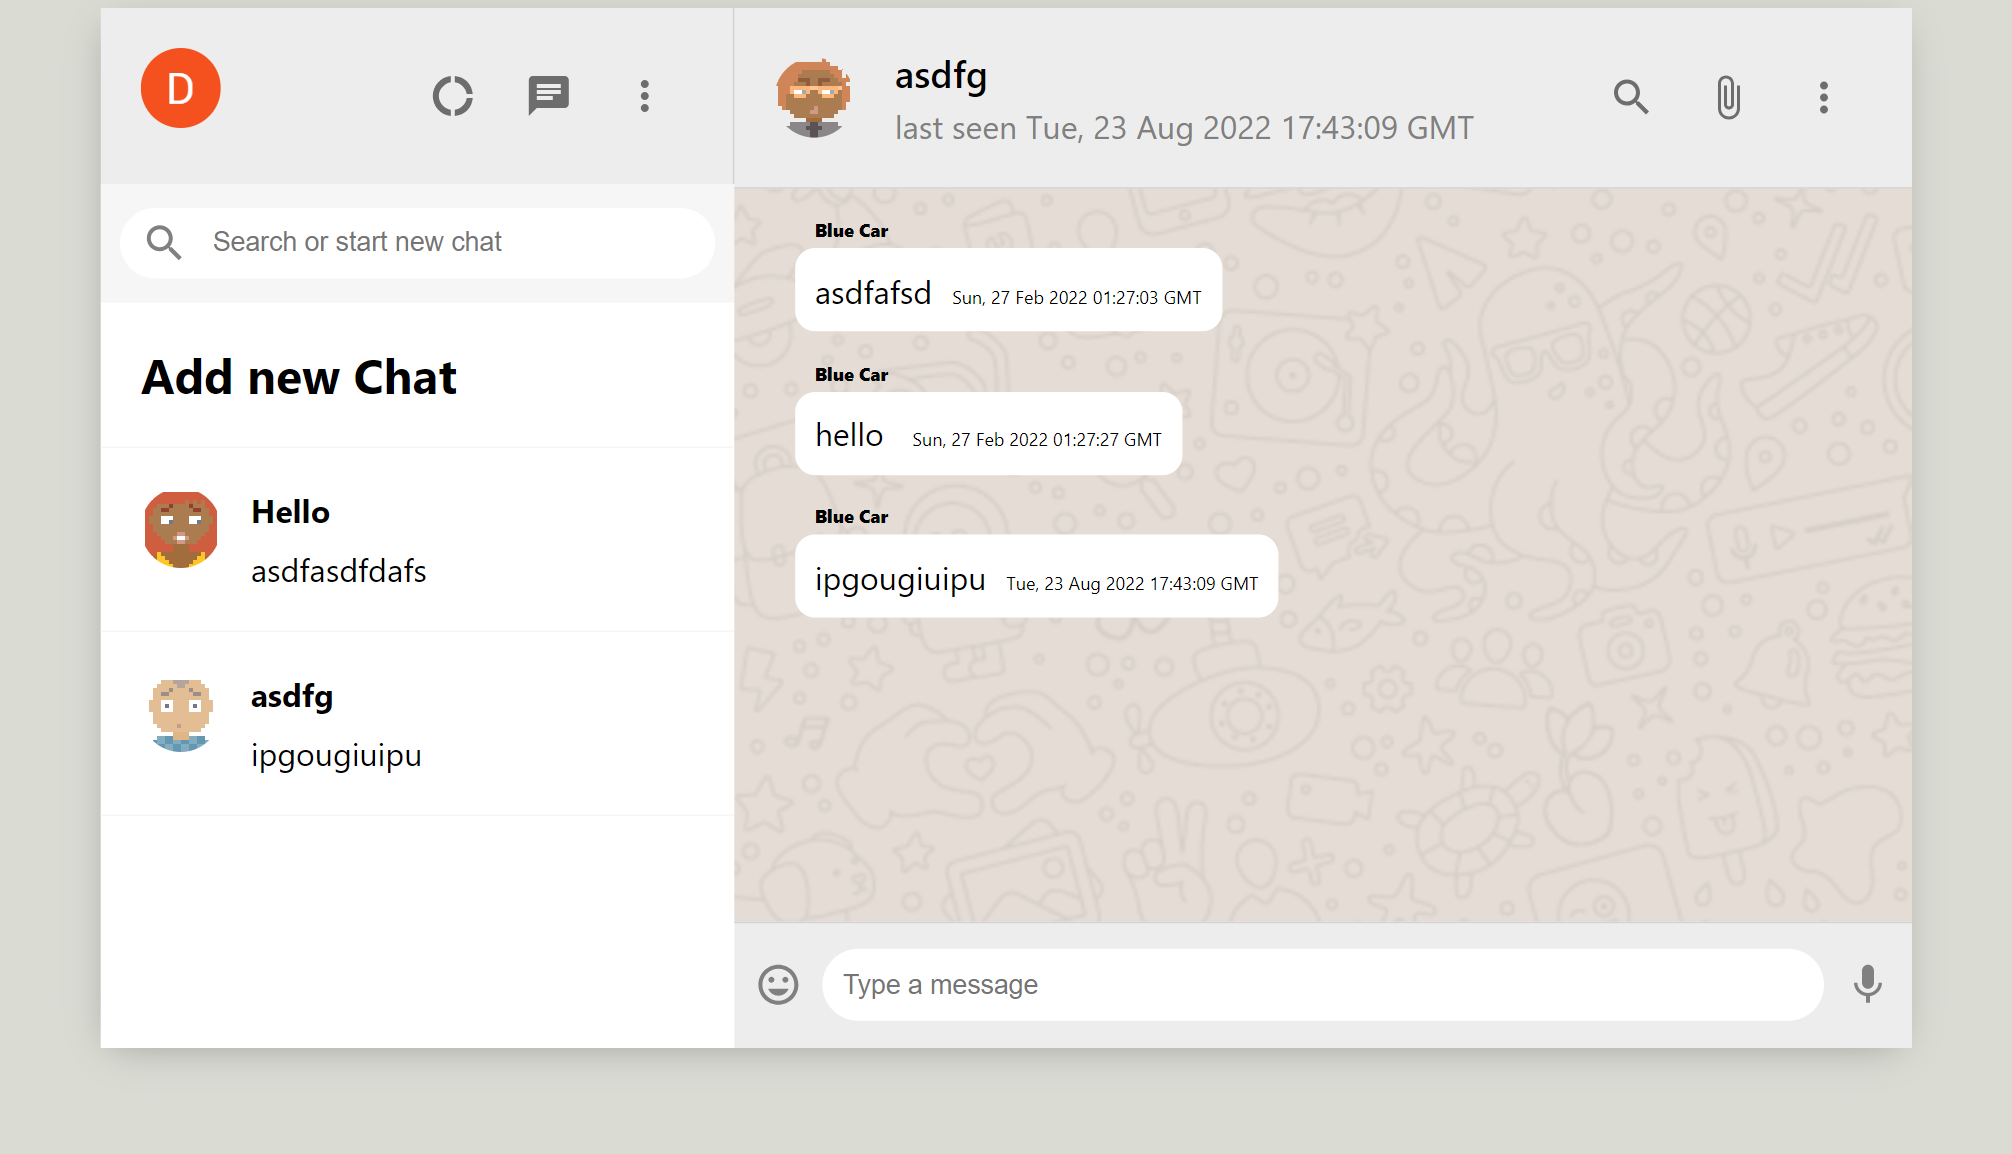 D
Search or start new chat
Add new Chat
Hello
asdfasdfdafs
asdfg
ipgougiuipu
asdfg
last seen Tue, 23 Aug 2022 17:43:09 GMT
Blue Car
asdfafsd Sun, 27 Feb 2022 01:27:03 GMT
Blue Car
hello Sun, 27 Feb 2022 01:27:27 GMT
Blue Car
ipgougiuipu Tue, 23 Aug 2022 17:43:09 GMT
Type a message